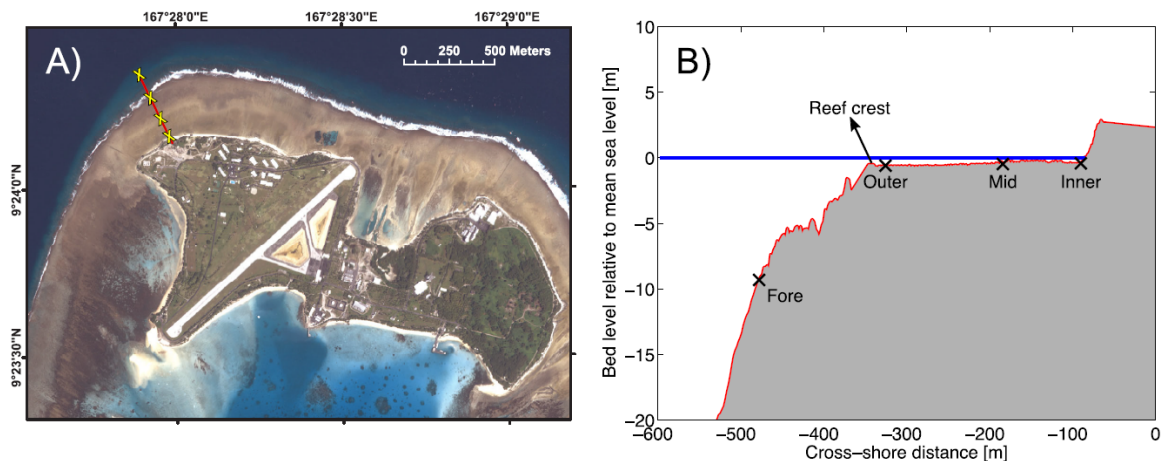 167°28'0"E 167°28'30"E 167°29'0"E
A)
0 250 500 Meters
9°24'0"N
9°23'30"N
B)
10
5
0
−5
−10
−15
−20
Bed level relative to mean sea level [m]
Reef crest
Outer Mid Inner
Fore
−600 −500 −400 −300 −200 −100 0
Cross−shore distance [m]